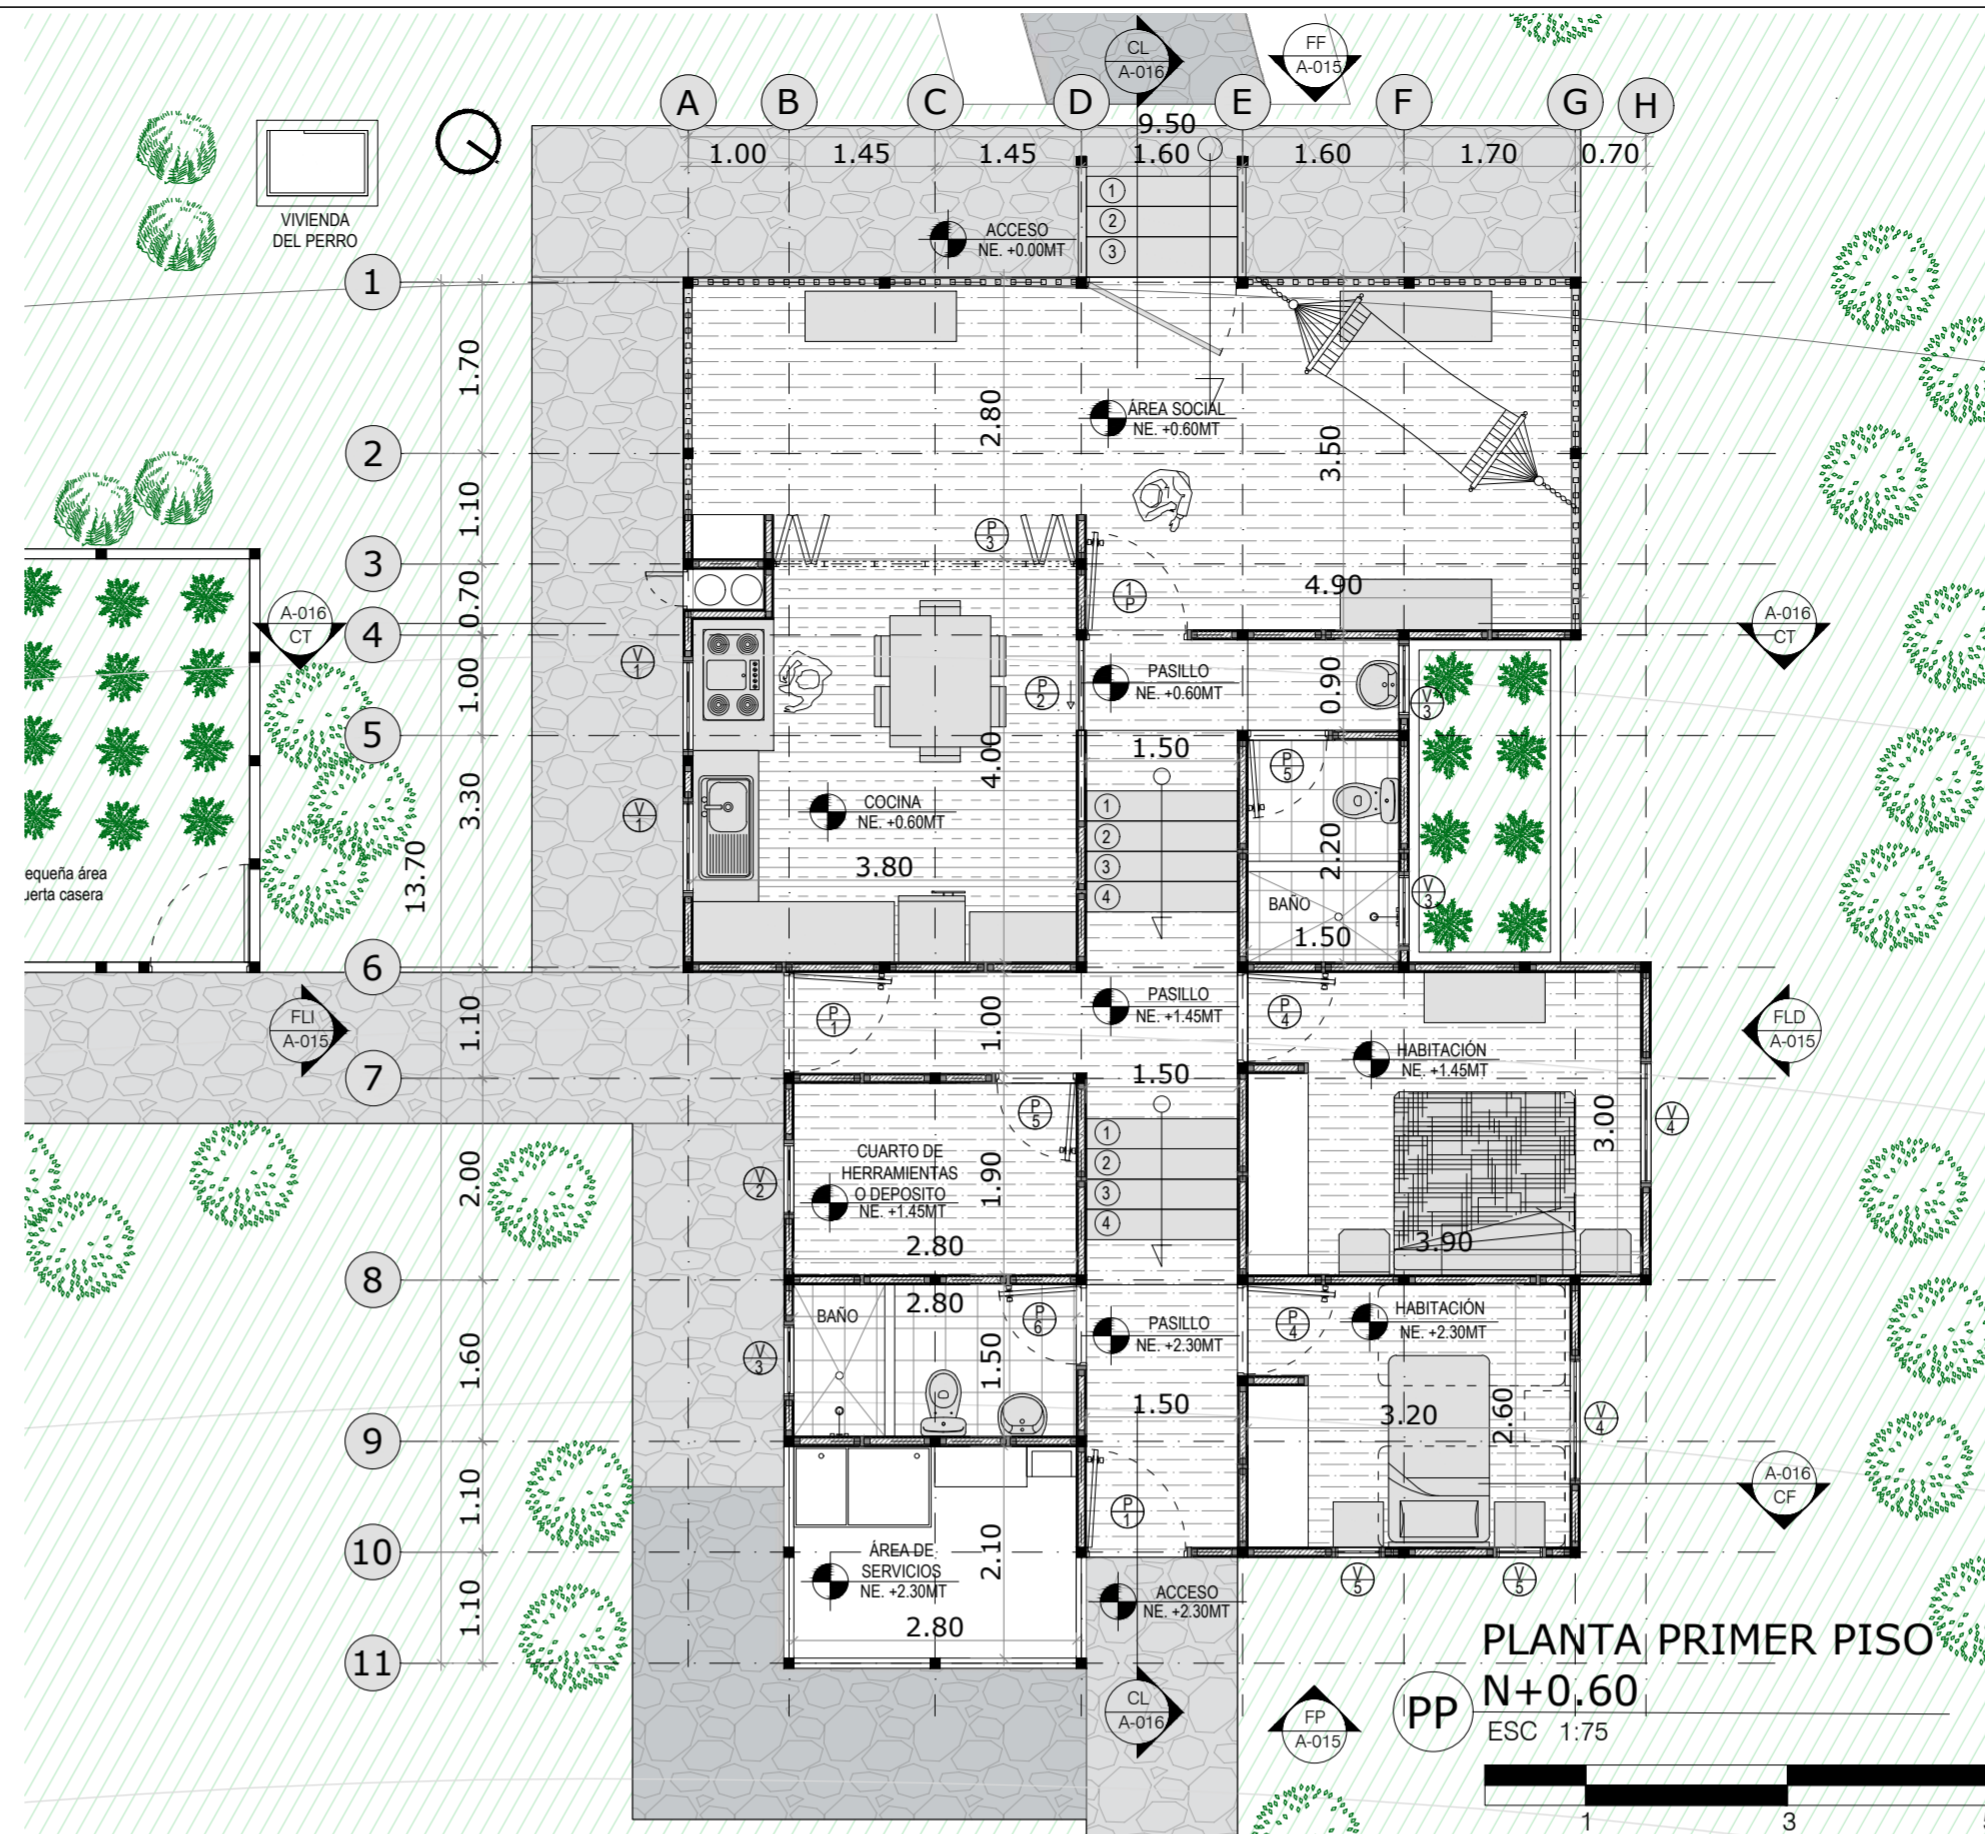 CL
A-016
FF
A-015
A
B
C
D
E
F
G
H
9.50
1.00
1.45
1.45
1.60
1.60
1.70
0.70
VIVIENDA
DEL PERRO
1
2
3
ACCESO
NE. +0.00MT
1
1.70
2.80
ÁREA SOCIAL
NE. +0.60MT
3.50
2
1.10
P
3
3
0.70
1
P
4.90
A-016
CT
4
A-016
CT
V
1
1.00
PASILLO
NE. +0.60MT
P
2
0.90
V
3
5
1.50
P
5
4.00
3.30
V
1
COCINA
NE. +0.60MT
1
2
3
4
2.20
3.80
13.70
equeña área
uerta casera
V
3
BAÑO
1.50
6
FLI
A-015
1.10
P
1
1.00
PASILLO
NE. +1.45MT
P
4
HABITACIÓN
NE. +1.45MT
FLD
A-015
7
1.50
P
5
3.00
V
4
1
2
3
4
CUARTO DE
HERRAMIENTAS
O DEPOSITO
NE. +1.45MT
1.90
2.00
V
2
2.80
3.90
8
2.80
BAÑO
P
6
PASILLO
NE. +2.30MT
P
4
HABITACIÓN
NE. +2.30MT
1.60
V
3
1.50
1.50
3.20
2.60
V
4
9
1.10
P
1
A-016
CF
2.10
10
ÁREA DE
SERVICIOS
NE. +2.30MT
V
5
V
5
ACCESO
NE. +2.30MT
1.10
2.80
11
CL
A-016
FP
A-015
PP
PLANTA PRIMER PISO
N+0.60
ESC 1:75
1
3